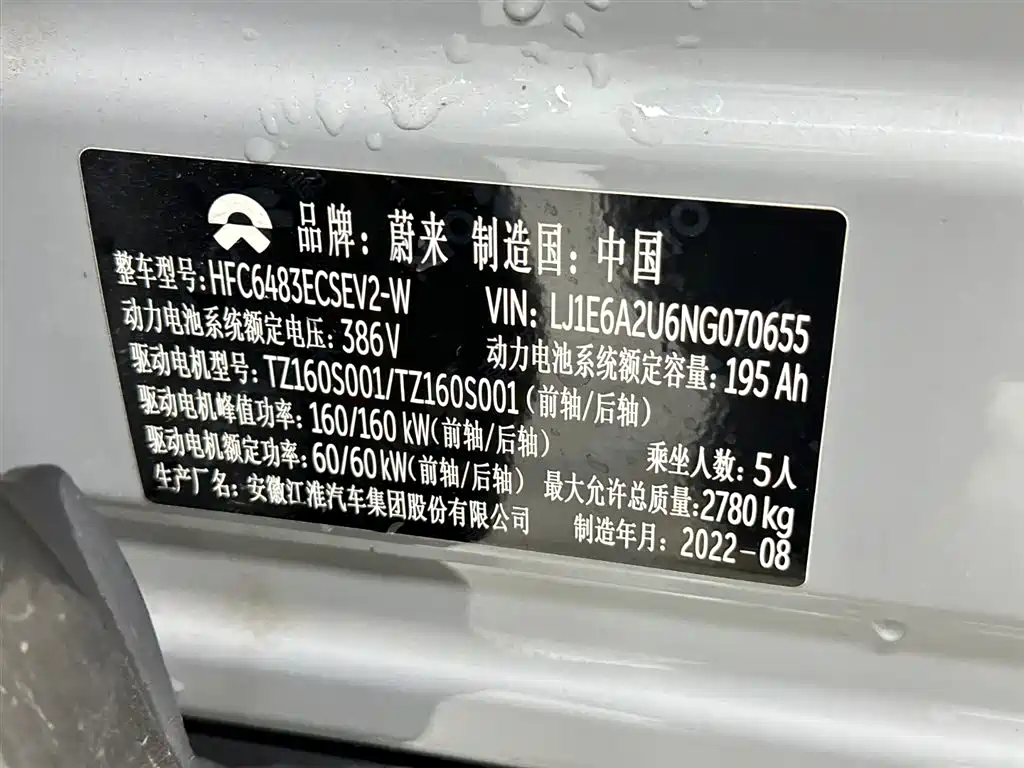 品牌：蔚来 制造国：中国
整车型号：HFC6483ECSEV2-W VIN：LJ1E6A2U6NG070655
动力电池系统额定电压：386V 动力电池系统额定容量：195 Ah
驱动电机型号：TZ160S001/TZ160S001（前轴/后轴）
驱动电机峰值功率：160/160 kW（前轴/后轴） 乘坐人数：5人
驱动电机额定功率：60/60kW（前轴/后轴） 最大允许总质量：2780kg
生产厂名：安徽江淮汽车集团股份有限公司 制造年月：2022-08